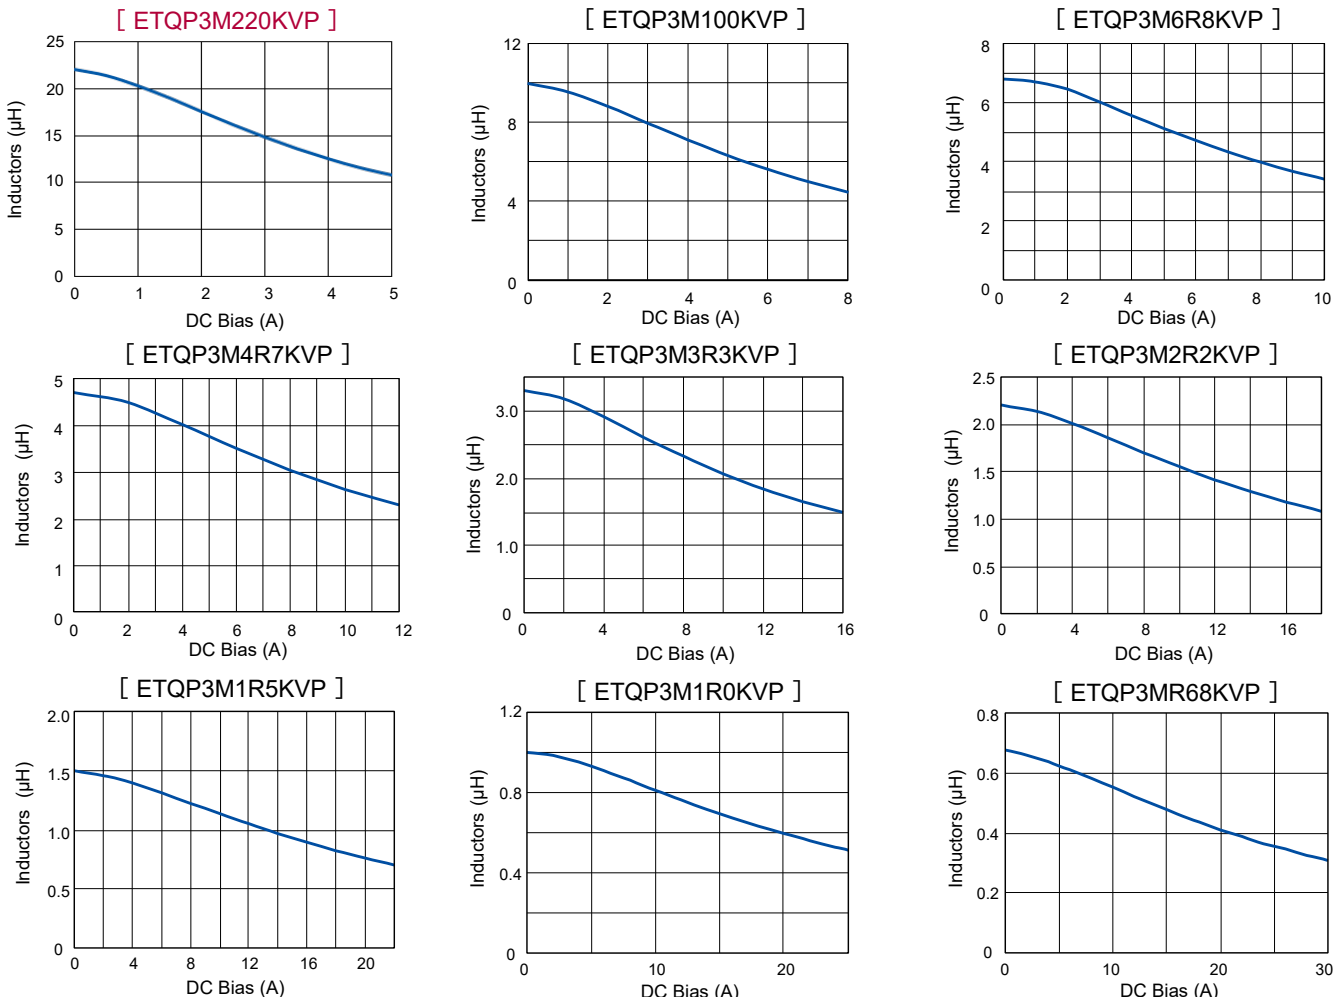 [ ETQP3M220KVP ]
25
20
15
10
5
0
Inductors (μH)
0 1 2 3 4 5
DC Bias (A)
[ ETQP3M100KVP ]
12
8
4
0
Inductors (μH)
0 2 4 6 8
DC Bias (A)
[ ETQP3M6R8KVP ]
8
6
4
2
0
Inductors (μH)
0 2 4 6 8 10
DC Bias (A)
[ ETQP3M4R7KVP ]
5
4
3
2
1
0
Inductors (μH)
0 2 4 6 8 10 12
DC Bias (A)
[ ETQP3M3R3KVP ]
3.0
2.0
1.0
0
Inductors (μH)
0 4 8 12 16
DC Bias (A)
[ ETQP3M2R2KVP ]
2.5
2.0
1.5
1.0
0.5
0
Inductors (μH)
0 4 8 12 16
DC Bias (A)
[ ETQP3M1R5KVP ]
2.0
1.5
1.0
0.5
0
Inductors (μH)
0 4 8 12 16 20
DC Bias (A)
[ ETQP3M1R0KVP ]
1.2
0.8
0.4
0
Inductors (μH)
0 10 20
DC Bias (A)
[ ETQP3MR68KVP ]
0.8
0.6
0.4
0.2
0
Inductors (μH)
0 10 20 30
DC Bias (A)